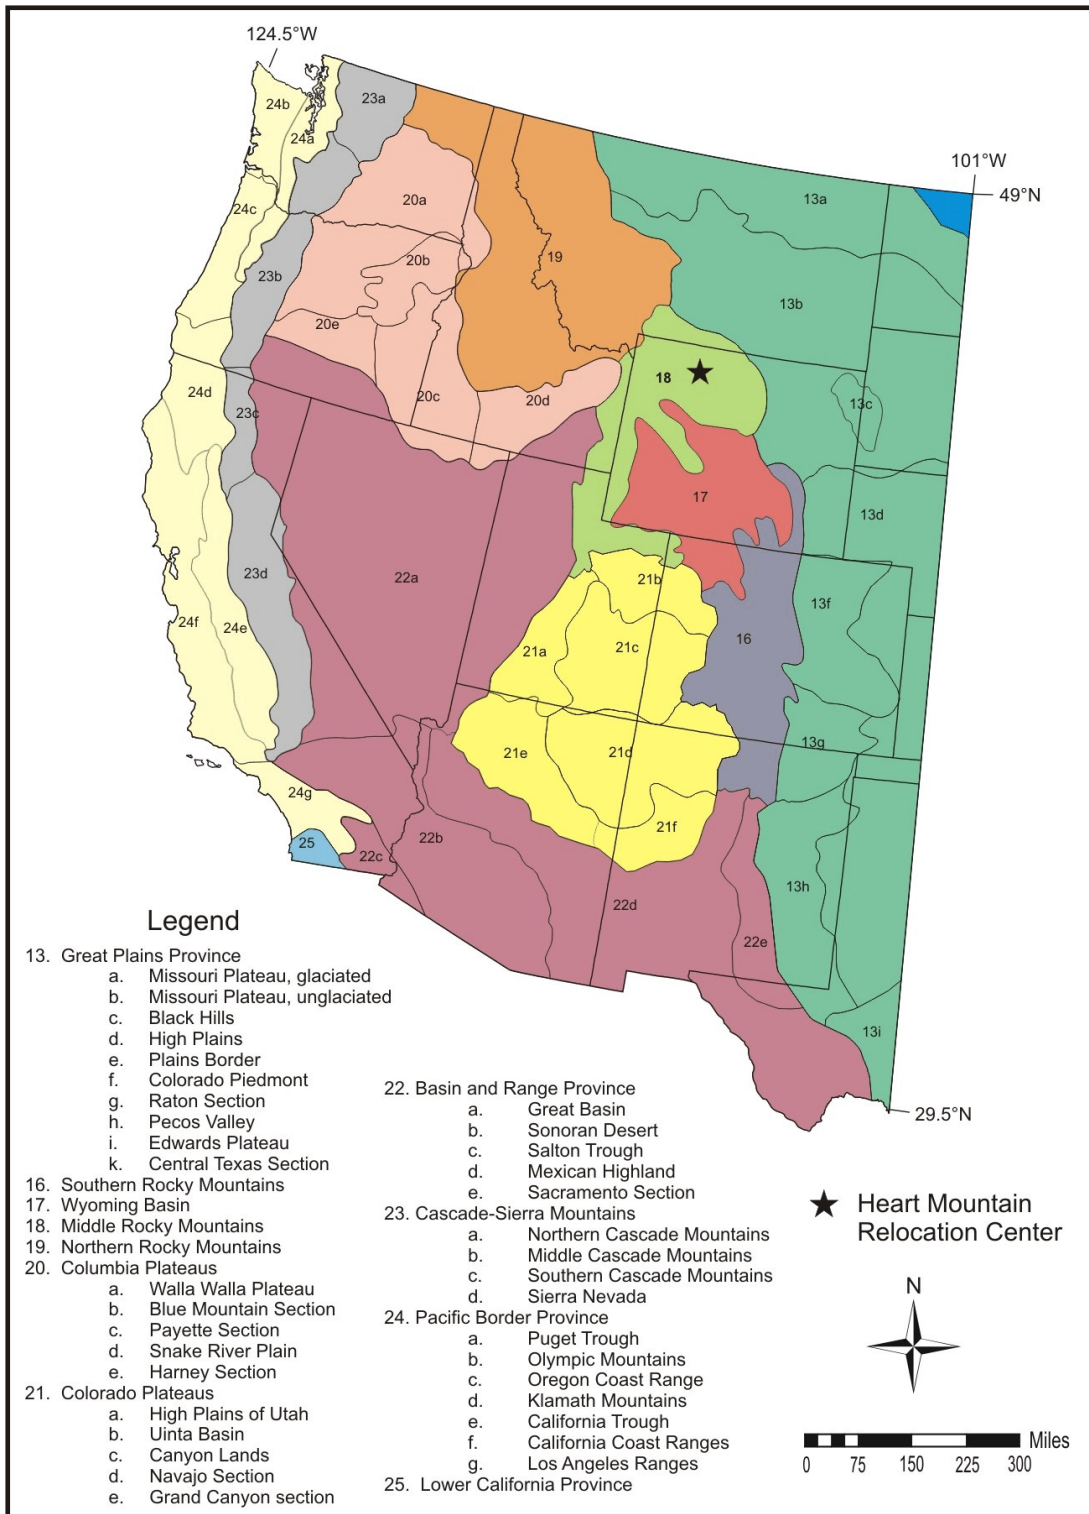 124.5°W
101°W
49°N
23a
24b
24a
20a
13a
24c
20b
19
23b
13b
20e
18
24d
20c
20d
23c
13c
17
13d
22a
23d
21b
13f
24f
24e
16
21a
21c
21e
21d
13g
24g
21f
25
22b
22c
13h
22d
22e
13i
29.5°N
Legend
13. Great Plains Province
a. Missouri Plateau, glaciated
b. Missouri Plateau, unglaciated
c. Black Hills
d. High Plains
e. Plains Border
f. Colorado Piedmont
g. Raton Section
h. Pecos Valley
i. Edwards Plateau
k. Central Texas Section
16. Southern Rocky Mountains
17. Wyoming Basin
18. Middle Rocky Mountains
19. Northern Rocky Mountains
20. Columbia Plateaus
a. Walla Walla Plateau
b. Blue Mountain Section
c. Payette Section
d. Snake River Plain
e. Harney Section
21. Colorado Plateaus
a. High Plains of Utah
b. Uinta Basin
c. Canyon Lands
d. Navajo Section
e. Grand Canyon section
22. Basin and Range Province
a. Great Basin
b. Sonoran Desert
c. Salton Trough
d. Mexican Highland
e. Sacramento Section
23. Cascade-Sierra Mountains
a. Northern Cascade Mountains
b. Middle Cascade Mountains
c. Southern Cascade Mountains
d. Sierra Nevada
24. Pacific Border Province
a. Puget Trough
b. Olympic Mountains
c. Oregon Coast Range
d. Klamath Mountains
e. California Trough
f. California Coast Ranges
g. Los Angeles Ranges
25. Lower California Province
Heart Mountain
Relocation Center
N
Miles
0 75 150 225 300